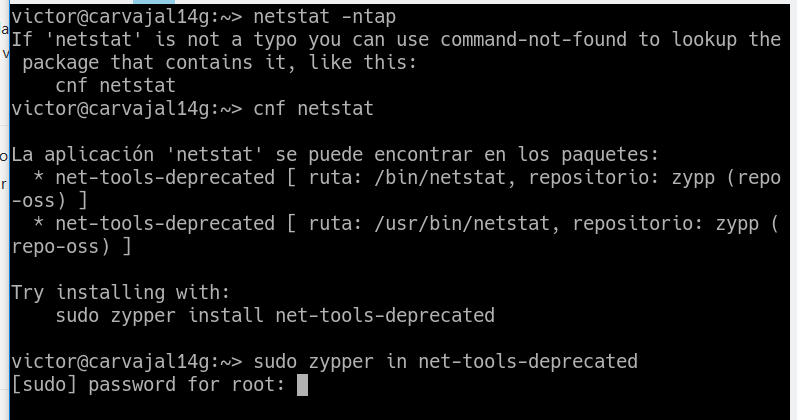 victor@carvajal14g:~> netstat -ntap
If 'netstat' is not a typo you can use command-not-found to lookup the
 package that contains it, like this:
    cnf netstat
victor@carvajal14g:~> cnf netstat

La aplicación 'netstat' se puede encontrar en los paquetes:
  * net-tools-deprecated [ ruta: /bin/netstat, repositorio: zypp (repo
-oss) ]
  * net-tools-deprecated [ ruta: /usr/bin/netstat, repositorio: zypp (
repo-oss) ]

Try installing with:
    sudo zypper install net-tools-deprecated

victor@carvajal14g:~> sudo zypper in net-tools-deprecated
[sudo] password for root: